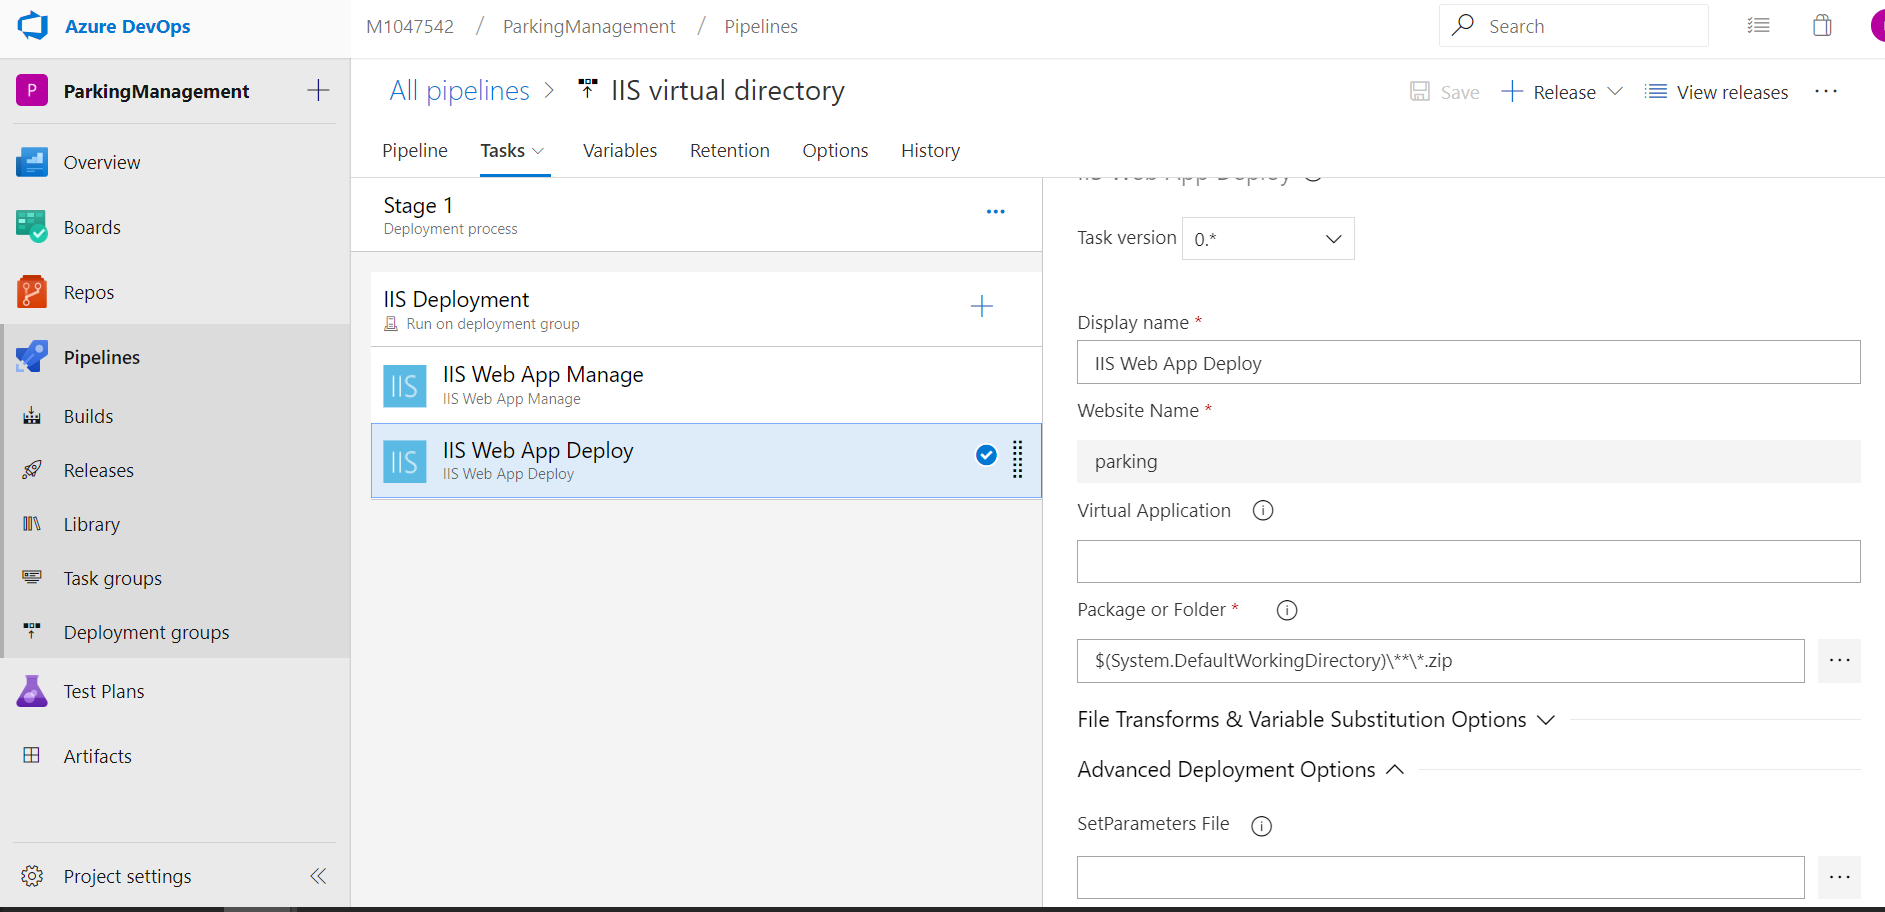 Azure DevOps
M1047542 / ParkingManagement / Pipelines
Search
P ParkingManagement
Overview
Boards
Repos
Pipelines
Builds
Releases
Library
Task groups
Deployment groups
Test Plans
Artifacts
Project settings
All pipelines > IIS virtual directory
Save
Release
View releases
Pipeline Tasks Variables Retention Options History
Stage 1
Deployment process
IIS Deployment
Run on deployment group
IIS
IIS Web App Manage
IIS Web App Manage
IIS
IIS Web App Deploy
IIS Web App Deploy
IIS Web App Deploy
Task version 0.*
Display name *
IIS Web App Deploy
Website Name *
parking
Virtual Application
Package or Folder *
$(System.DefaultWorkingDirectory)\**\*.zip
File Transforms & Variable Substitution Options
Advanced Deployment Options
SetParameters File